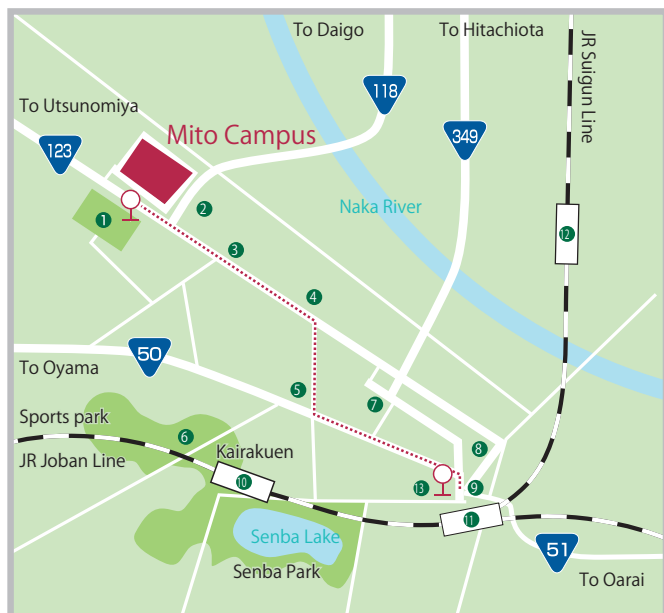 To Daigo
To Hitachiota
JR Suigun Line
To Utsunomiya
118
Mito Campus
123
349
2
Naka River
1
12
3
4
50
To Oyama
5
7
Sports park
6
8
Kairakuen
JR Joban Line
10
13
9
11
Senba Lake
51
Senba Park
To Oarai